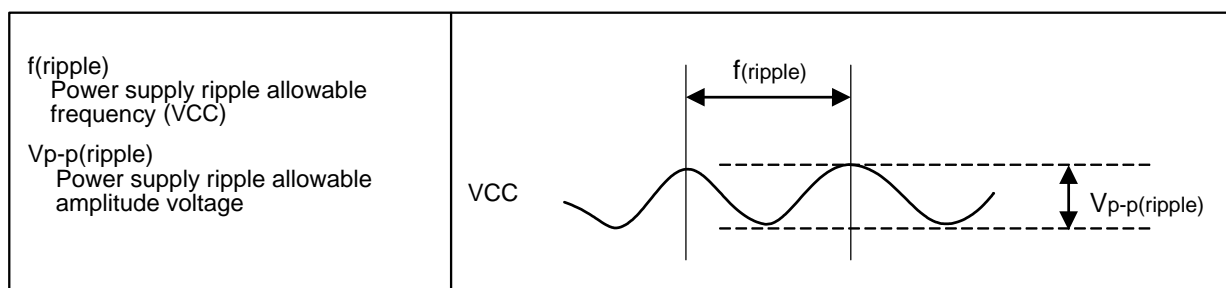 f(ripple)
Power supply ripple allowable
frequency (VCC)
Vp-p(ripple)
Power supply ripple allowable
amplitude voltage
f(ripple)
VCC
Vp-p(ripple)